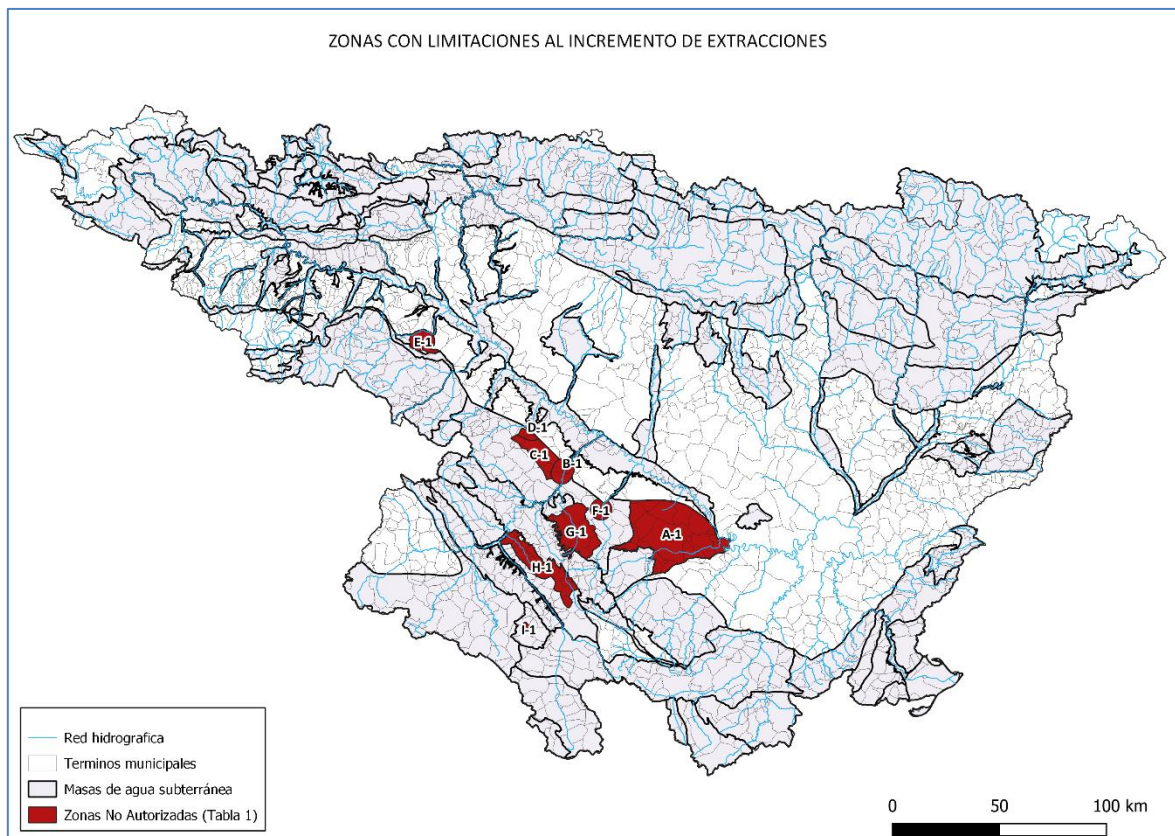 ZONAS CON LIMITACIONES AL INCREMENTO DE EXTRACCIONES
E-1
D-1
C-1
B-1
F-1
G-1
A-1
H-1
I-1
Red hidrografica
Terminos municipales
Masas de agua subterránea
Zonas No Autorizadas (Tabla 1)
0 50 100 km